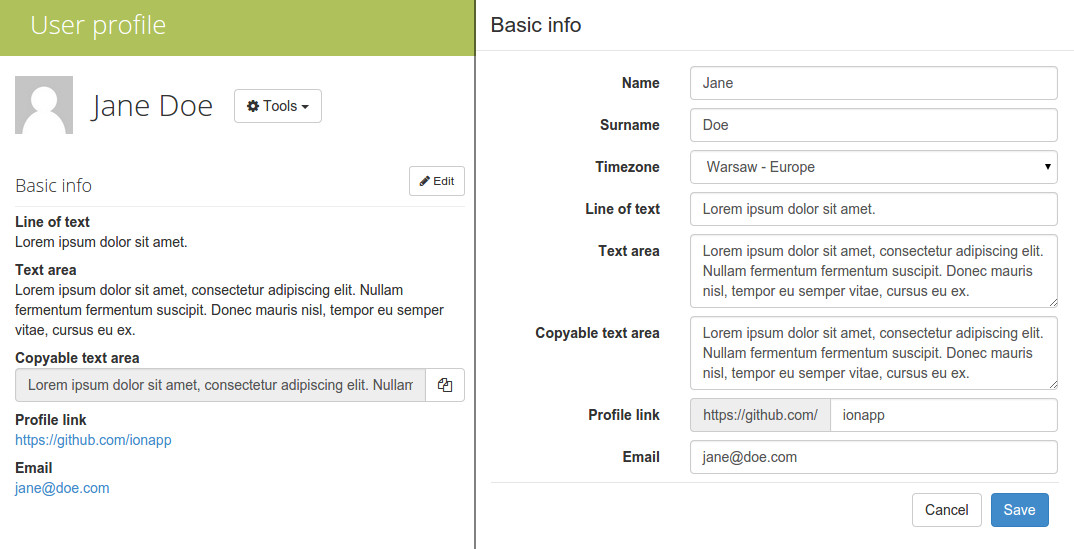 User profile
Jane Doe
Tools
Basic info
Edit
Line of text
Lorem ipsum dolor sit amet.
Text area
Lorem ipsum dolor sit amet, consectetur adipiscing elit. Nullam
fermentum fermentum suscipit. Donec mauris nisl, tempor eu semper
vitae, cursus eu ex.
Copyable text area
Lorem ipsum dolor sit amet, consectetur adipiscing elit. Nullam
Profile link
https://github.com/ionapp
Email
jane@doe.com
Basic info
Name
Jane
Surname
Doe
Timezone
Warsaw - Europe
Line of text
Lorem ipsum dolor sit amet.
Text area
Lorem ipsum dolor sit amet, consectetur adipiscing elit.
Nullam fermentum fermentum suscipit. Donec mauris
nisl, tempor eu semper vitae, cursus eu ex.
Copyable text area
Lorem ipsum dolor sit amet, consectetur adipiscing elit.
Nullam fermentum fermentum suscipit. Donec mauris
nisl, tempor eu semper vitae, cursus eu ex.
Profile link
https://github.com/ ionapp
Email
jane@doe.com
Cancel
Save